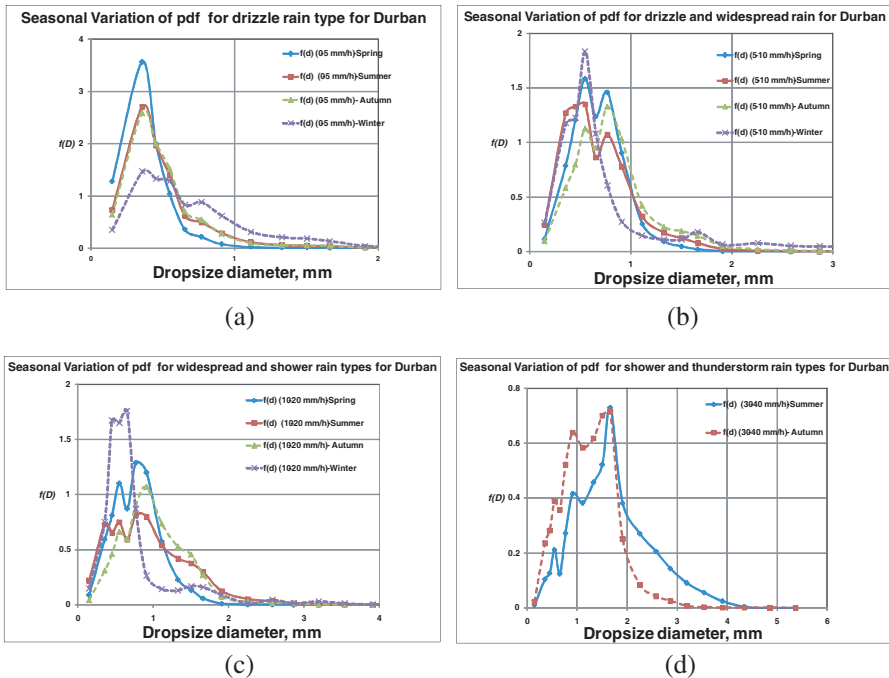 Seasonal Variation of pdf for drizzle rain type for Durban
4
3
2
1
0
f(D)
f(d) (05 mm/h)-Spring
f(d) (05 mm/h)-Summer
f(d) (05 mm/h)- Autumn
f(d) (05 mm/h)-Winter
0
1
2
Dropsize diameter, mm
(a)
Seasonal Variation of pdf for drizzle and widespread rain for Durban
2
1.5
1
0.5
0
f(D)
f(d) (510 mm/h)-Spring
f(d) (510 mm/h)-Summer
f(d) (510 mm/h)- Autumn
f(d) (510 mm/h)-Winter
0
1
2
3
Dropsize diameter, mm
(b)
Seasonal Variation of pdf for widespread and shower rain types for Durban
2
1.5
1
0.5
0
f(D)
f(d) (1020 mm/h)-Spring
f(d) (1020 mm/h)-Summer
f(d) (1020 mm/h)- Autumn
f(d) (1020 mm/h)-Winter
0
1
2
3
4
Dropsize diameter, mm
(c)
Seasonal Variation of pdf for shower and thunderstorm rain types for Durban
0.8
0.6
0.4
0.2
0
f(D)
f(d) (3040 mm/h)-Summer
f(d) (3040 mm/h)- Autumn
0
1
2
3
4
5
6
Dropsize diameter, mm
(d)